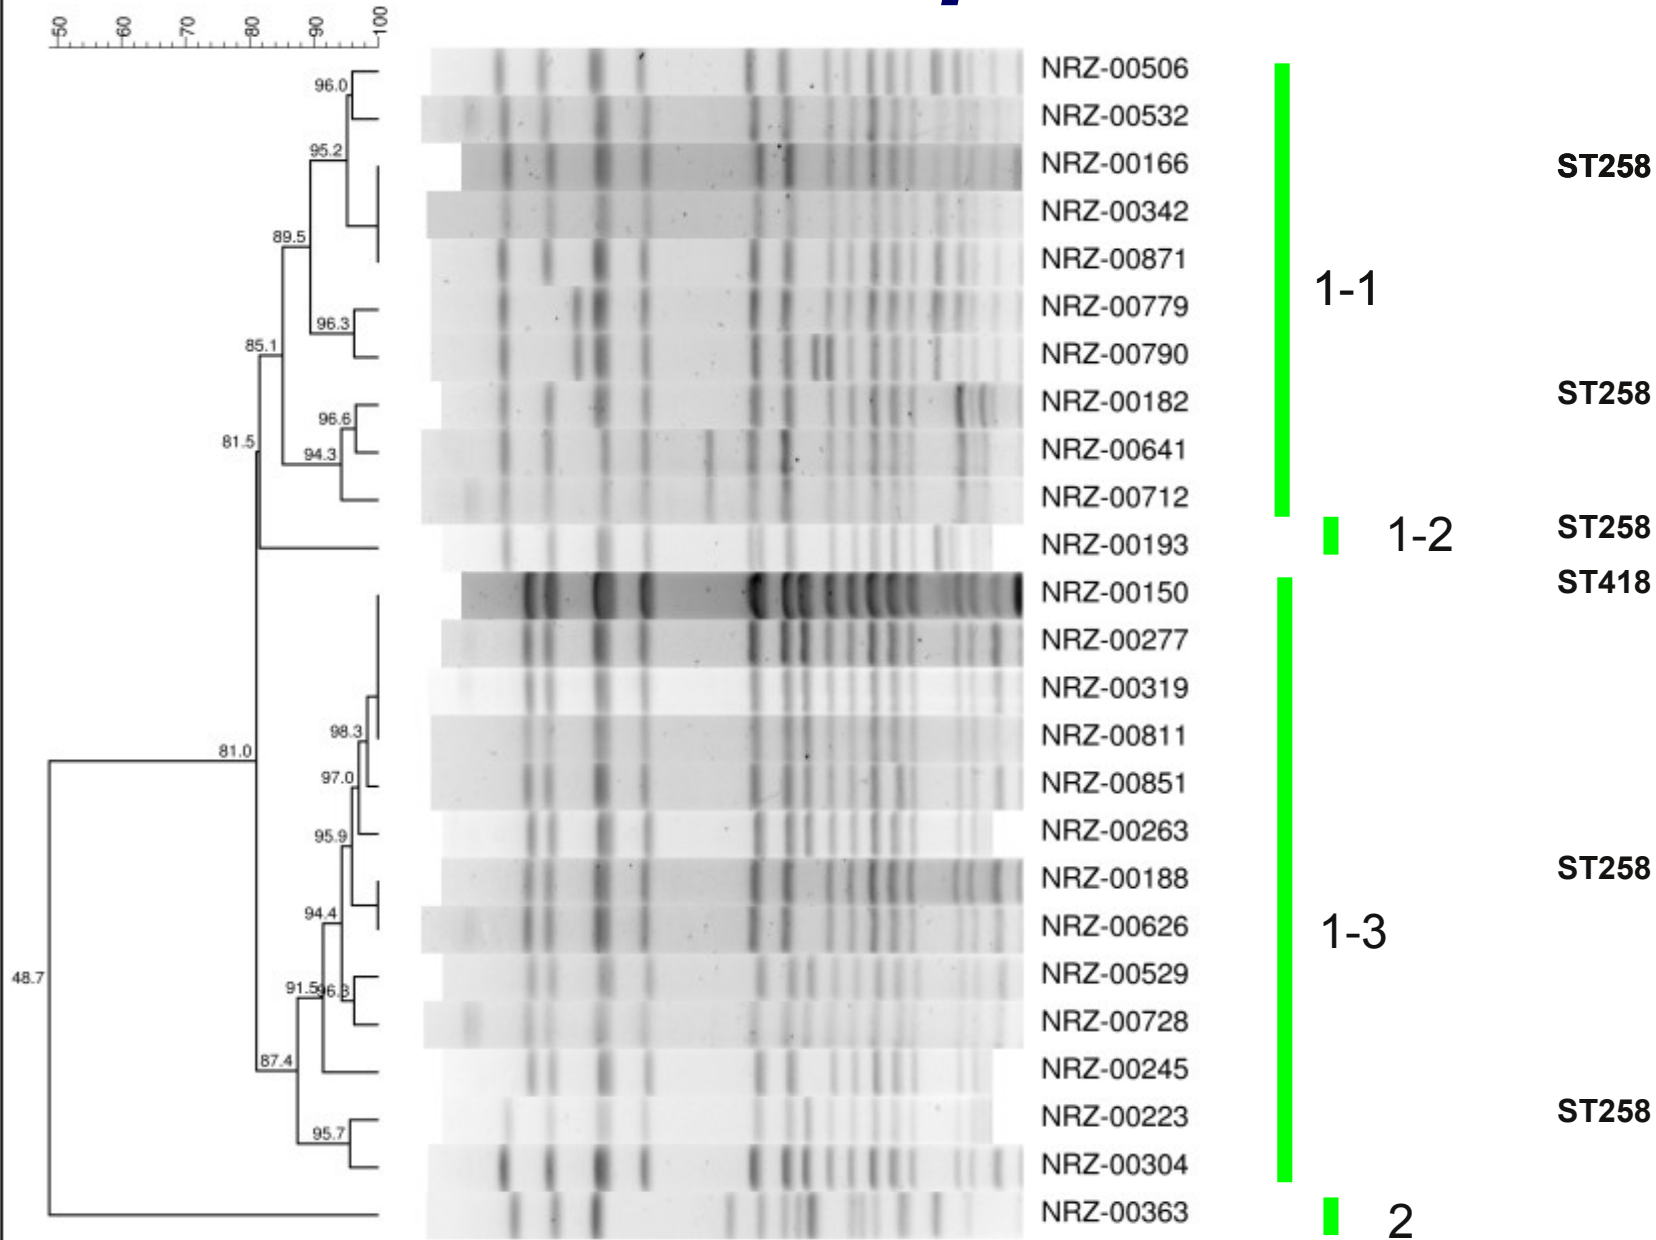 50 60 70 80 90 100
96.0 NRZ-00506
NRZ-00532
95.2 NRZ-00166 ST258
NRZ-00342
89.5 NRZ-00871
1-1
96.3 NRZ-00779
85.1 NRZ-00790
96.6 NRZ-00182 ST258
81.5 94.3 NRZ-00641
NRZ-00712
NRZ-00193 1-2 ST258
NRZ-00150 ST418
NRZ-00277
NRZ-00319
98.3 NRZ-00811
81.0
97.0 NRZ-00851
95.9 NRZ-00263
NRZ-00188 ST258
94.4 NRZ-00626 1-3
48.7 91.5 96.3 NRZ-00529
NRZ-00728
87.4 NRZ-00245
NRZ-00223 ST258
95.7 NRZ-00304
NRZ-00363 2